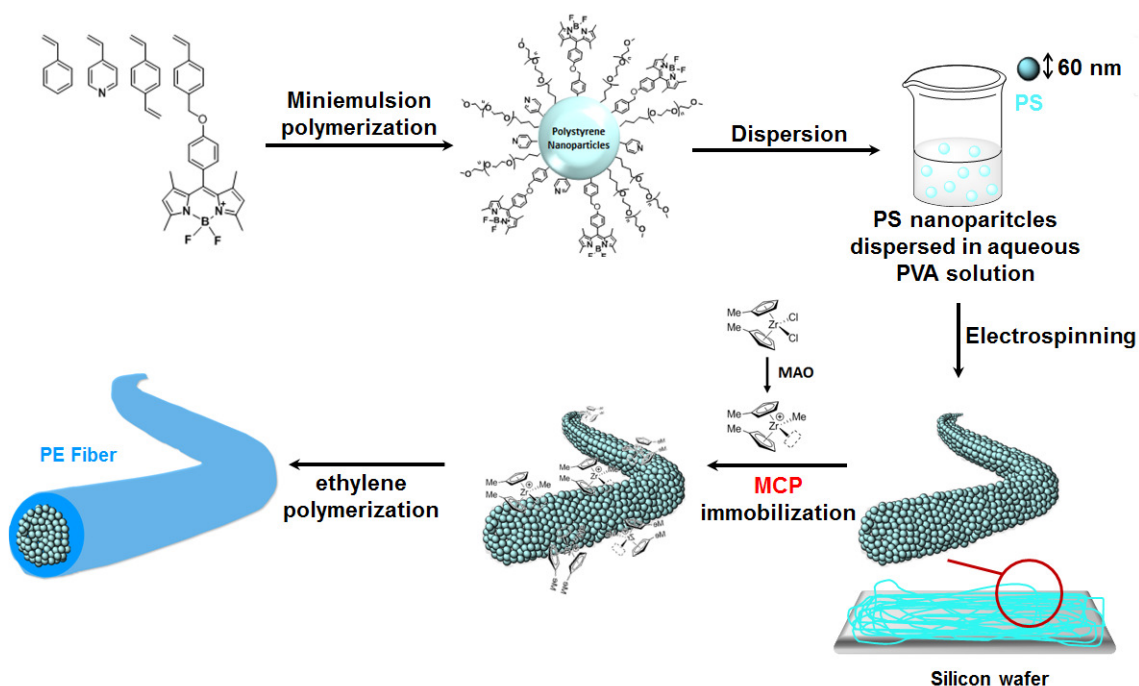 Miniemulsion
polymerization
Polystyrene
Nanoparticles
Dispersion
60 nm
PS
PS nanoparitcles
dispersed in aqueous
PVA solution
Electrospinning
N
O
N
N+
B
F
F
Me
Me
Zr
Cl
Cl
MAO
Me
Me
Zr
Me
MCP
immobilization
ethylene
polymerization
PE Fiber
Silicon wafer